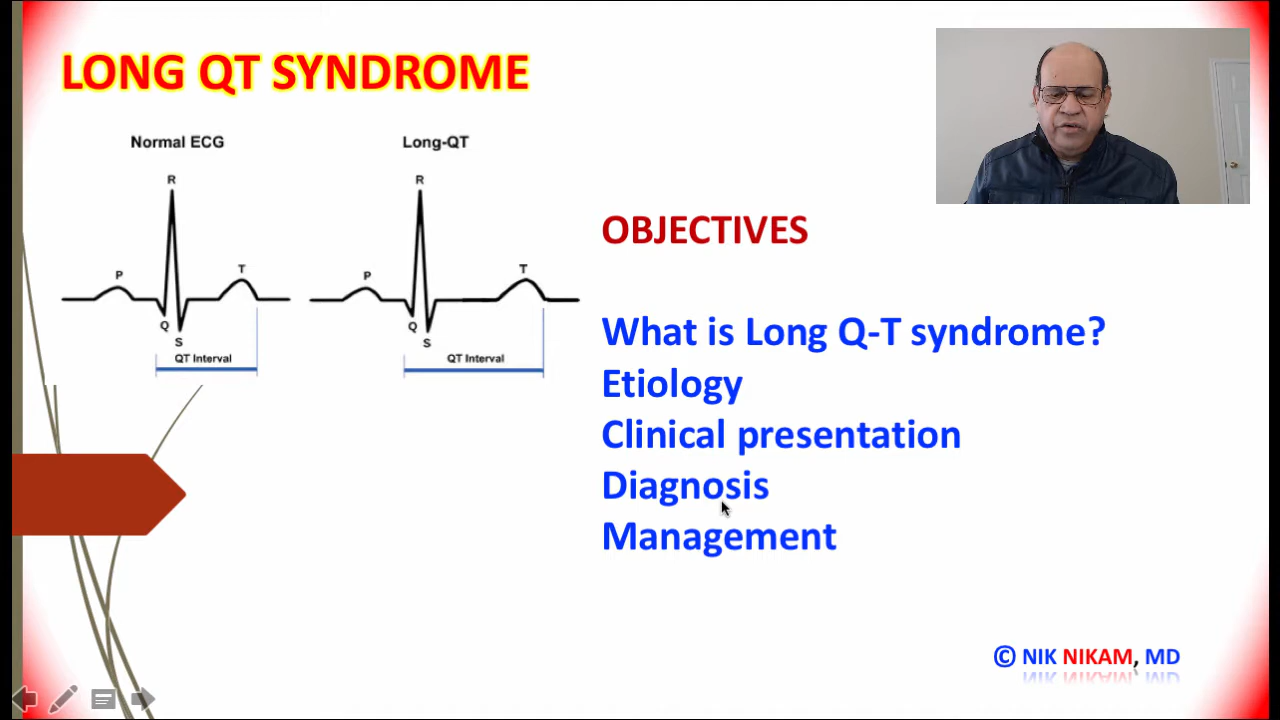 LONG QT SYNDROME
Normal ECG
Long-QT
R
P
T
Q
S
QT Interval
R
P
T
Q
S
QT Interval
OBJECTIVES
What is Long Q-T syndrome?
Etiology
Clinical presentation
Diagnosis
Management
© NIK NIKAM, MD